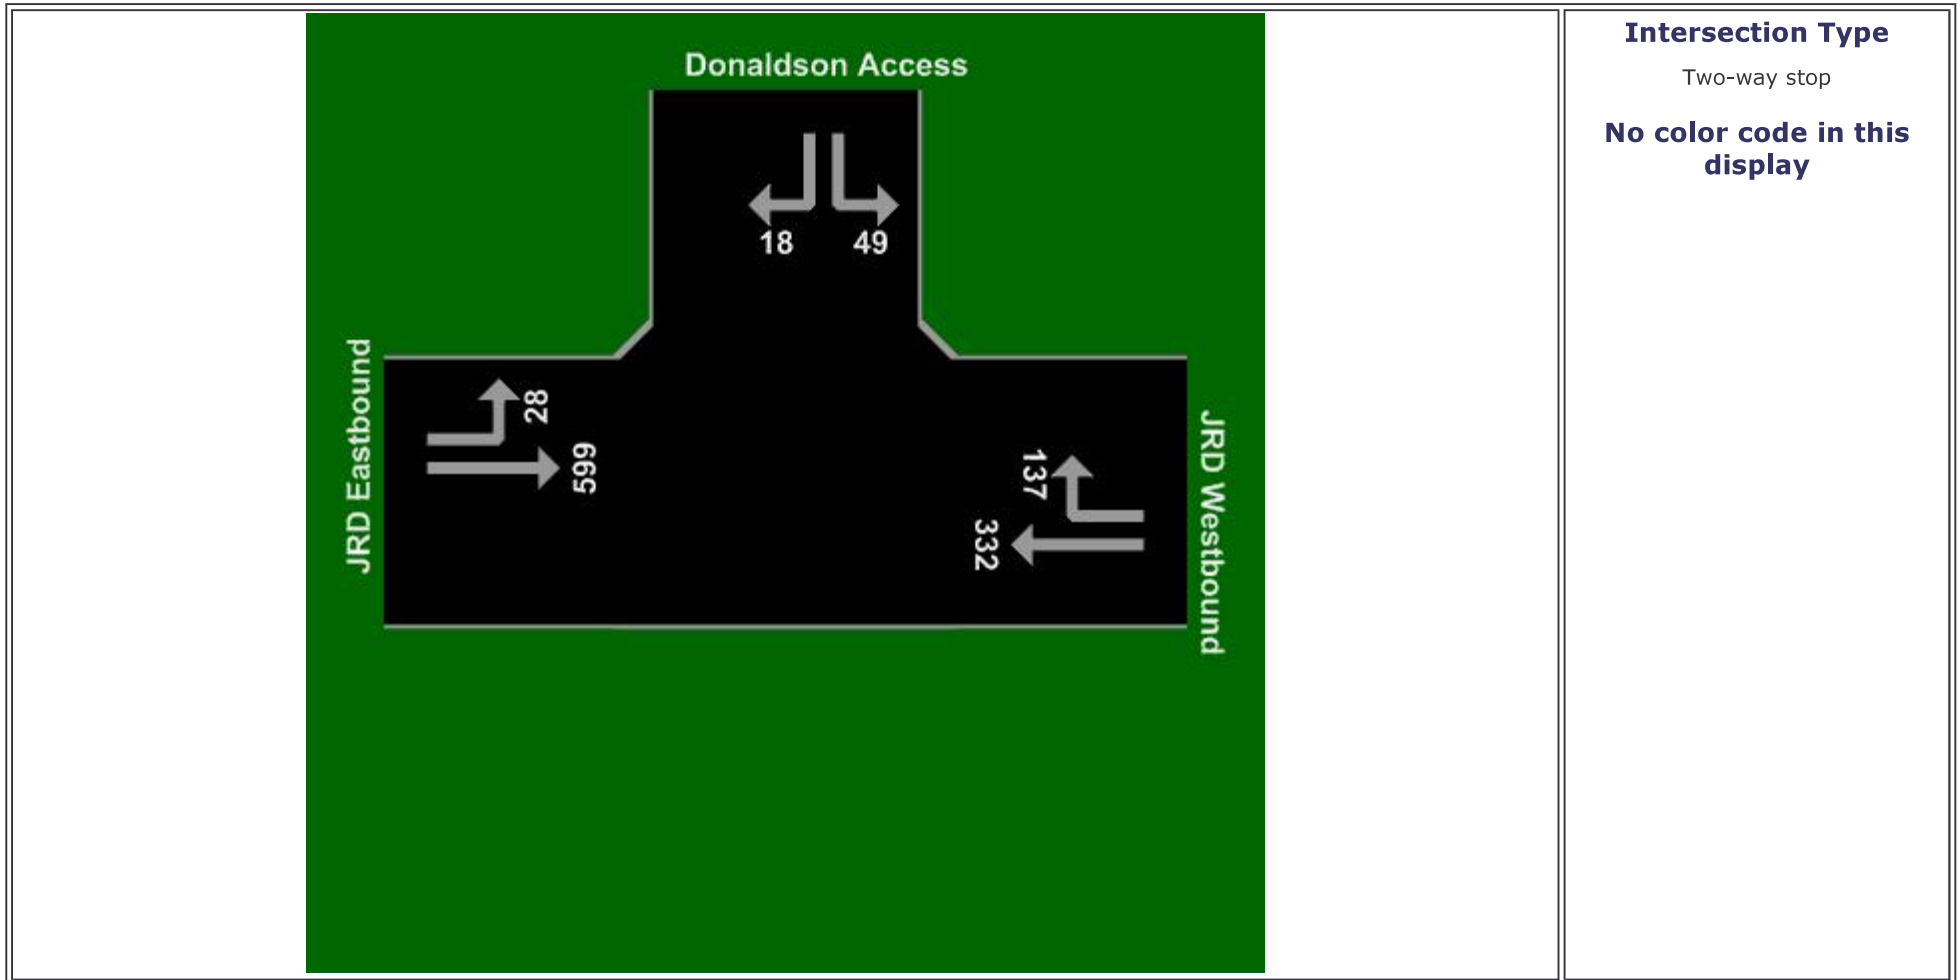 Donaldson Access
18
49
JRD Eastbound
28
599
137
332
JRD Westbound
Intersection Type
Two-way stop
No color code in this
display